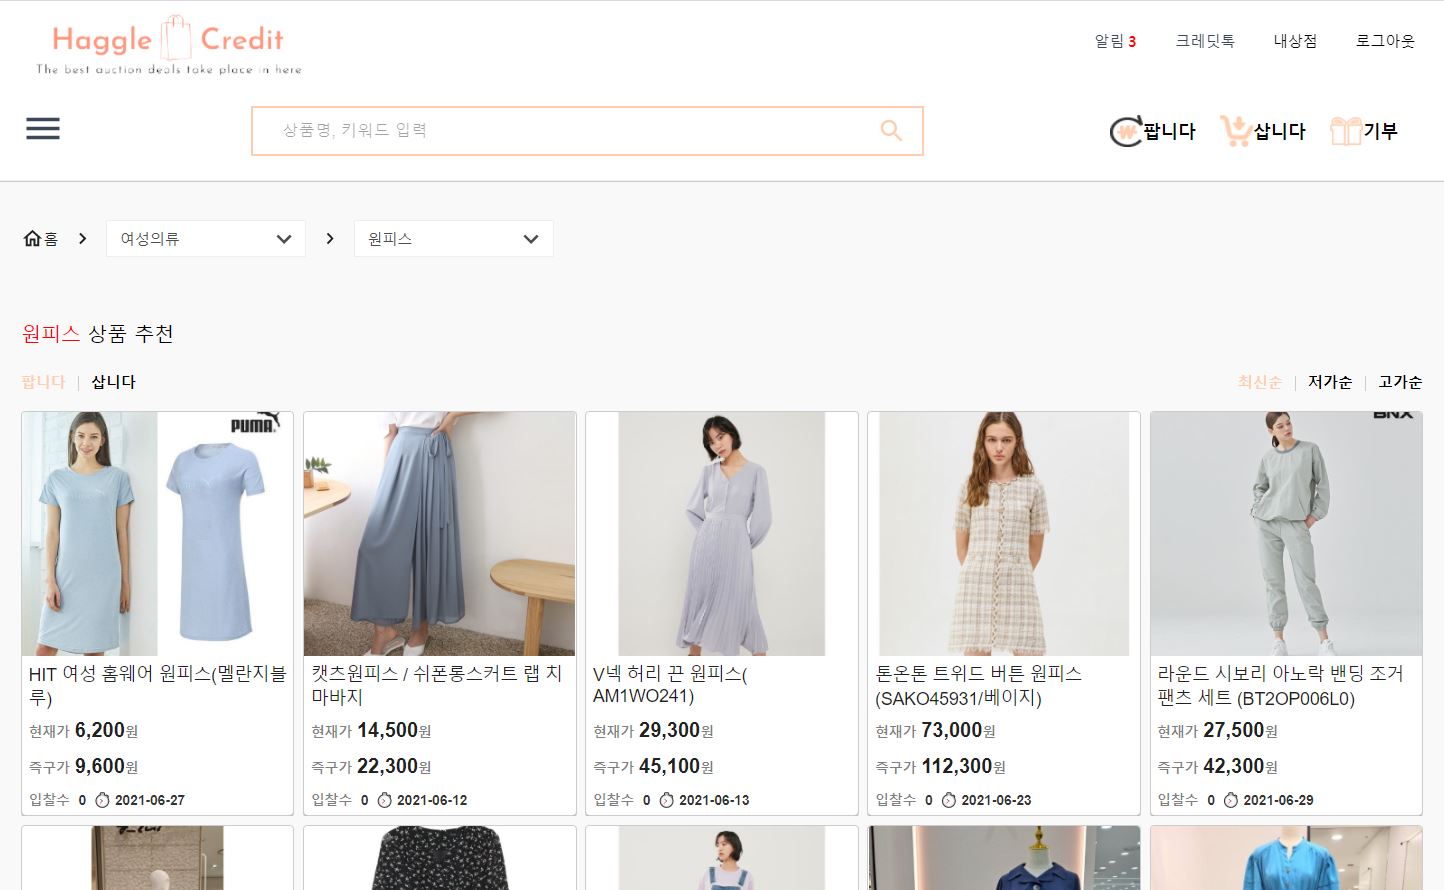 Haggle Credit
The best auction deals take place in here
알림 3 크레딧톡 내상점 로그아웃
상품명, 키워드 입력
팝니다 삽니다 기부
홈 여성의류 원피스
원피스 상품 추천
팝니다 | 삽니다
최신순 | 저가순 | 고가순
PUMA
BNX
HIT 여성 홈웨어 원피스(멜란지블
루)
현재가 6,200원
즉구가 9,600원
입찰수 0 2021-06-27
캣츠원피스 / 쉬폰롱스커트 랩 치
마바지
현재가 14,500원
즉구가 22,300원
입찰수 0 2021-06-12
V넥 허리 끈 원피스(
AM1WO241)
현재가 29,300원
즉구가 45,100원
입찰수 0 2021-06-13
톤온톤 트위드 버튼 원피스
(SAKO45931/베이지)
현재가 73,000원
즉구가 112,300원
입찰수 0 2021-06-23
라운드 시보리 아노락 밴딩 조거
팬츠 세트 (BT2OP006L0)
현재가 27,500원
즉구가 42,300원
입찰수 0 2021-06-29